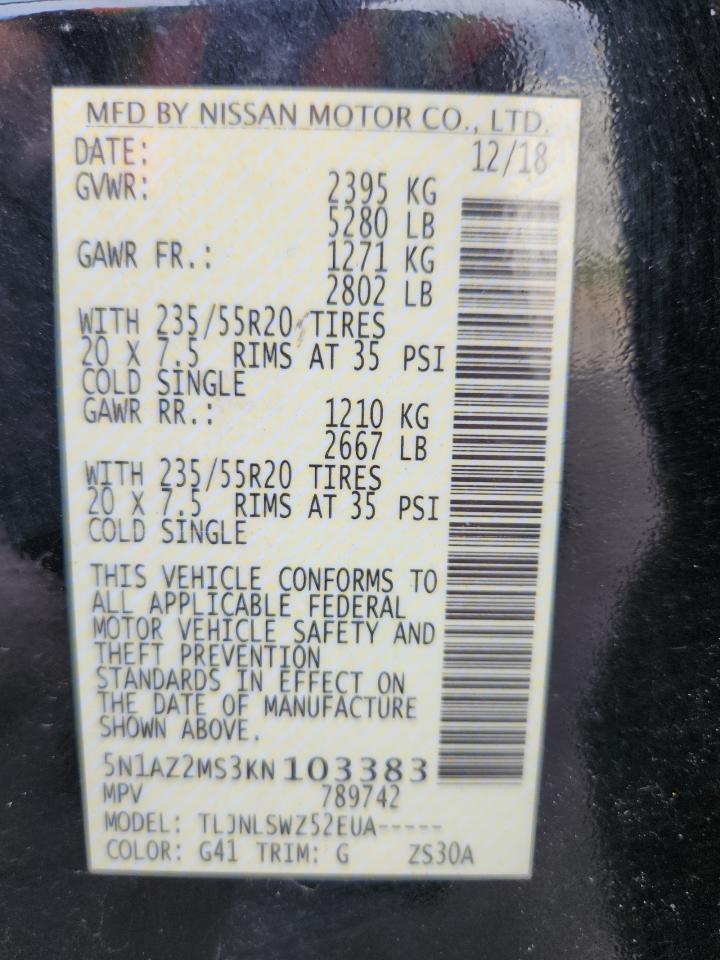 MFD BY NISSAN MOTOR CO., LTD.
DATE: 12/18
GVWR: 2395 KG
5280 LB
GAWR FR.: 1271 KG
2802 LB
WITH 235/55R20 TIRES
20 X 7.5 RIMS AT 35 PSI
COLD SINGLE
GAWR RR.: 1210 KG
2667 LB
WITH 235/55R20 TIRES
20 X 7.5 RIMS AT 35 PSI
COLD SINGLE
THIS VEHICLE CONFORMS TO
ALL APPLICABLE FEDERAL
MOTOR VEHICLE SAFETY AND
THEFT PREVENTION
STANDARDS IN EFFECT ON
THE DATE OF MANUFACTURE
SHOWN ABOVE.
5N1AZ2MS3KN103383
MPV 789742
MODEL: TLJNLSWZ52EUA-----
COLOR: G41 TRIM: G ZS30A